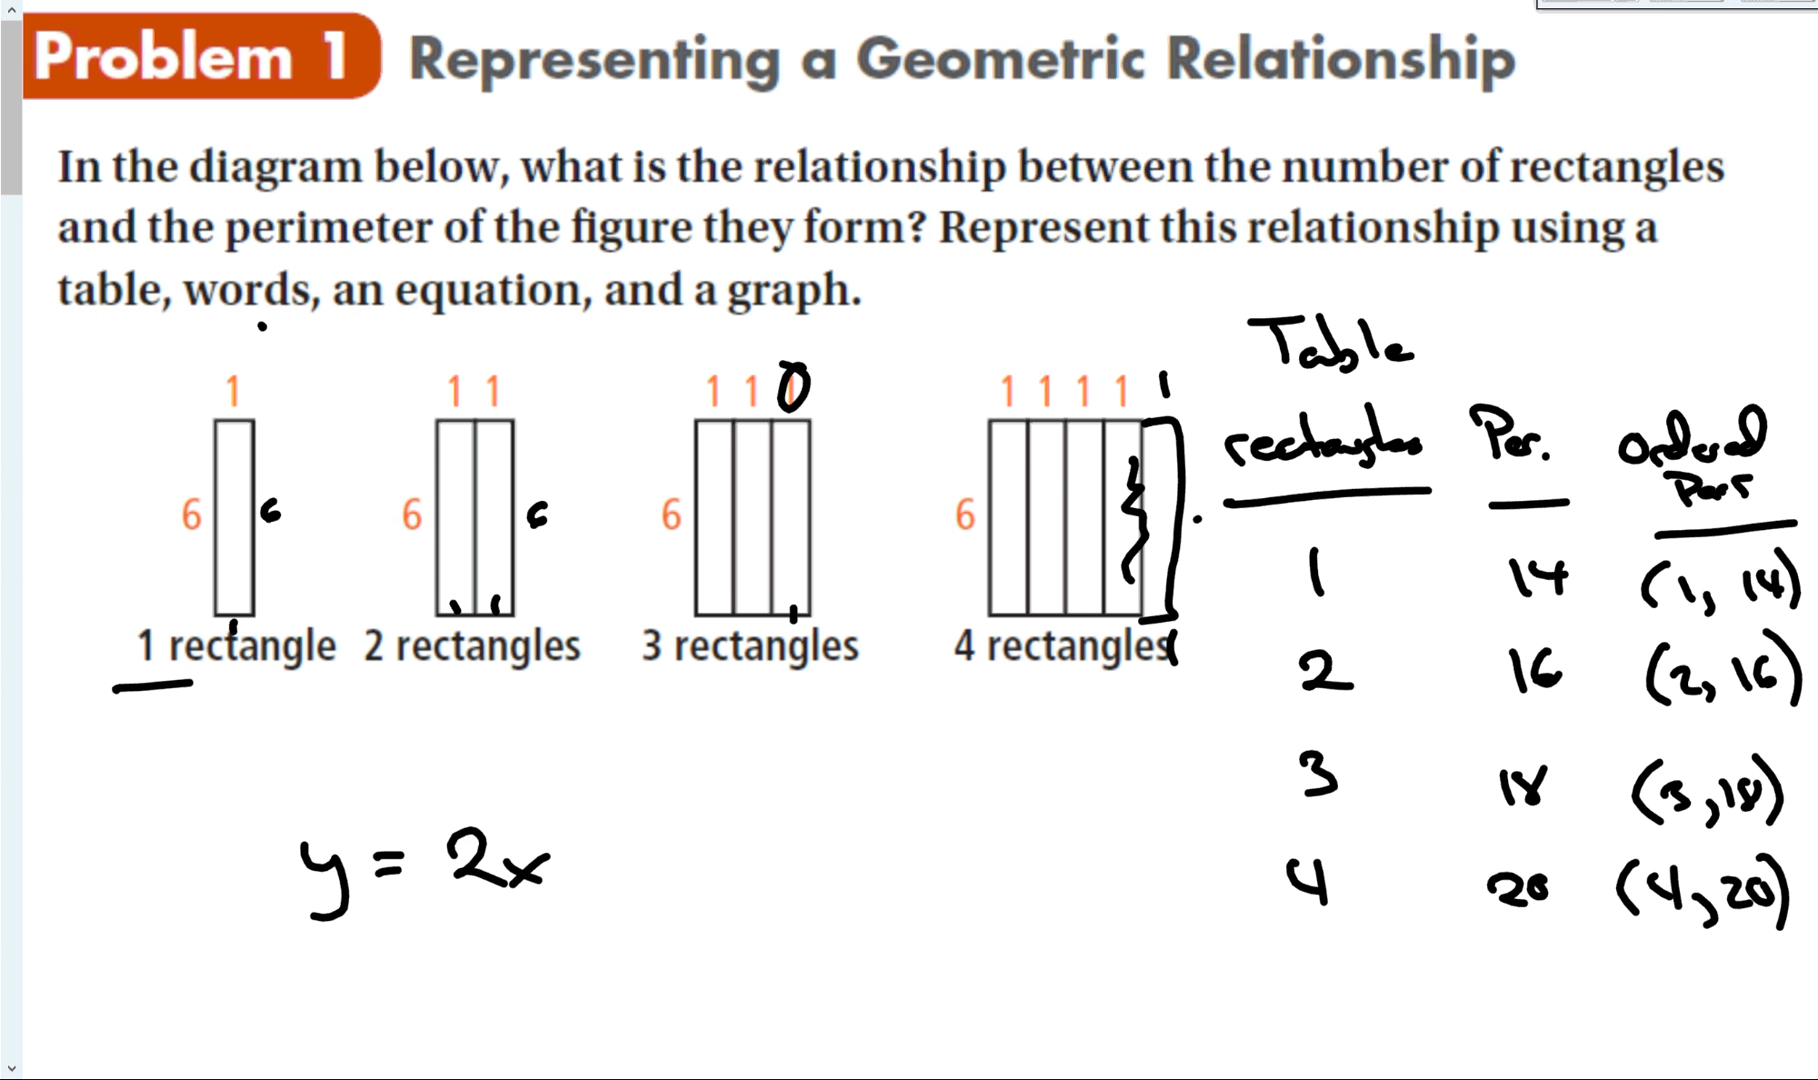 Problem 1 Representing a Geometric Relationship
In the diagram below, what is the relationship between the number of rectangles
and the perimeter of the figure they form? Represent this relationship using a
table, words, an equation, and a graph.
Table
1 1 1 1 1 1 1 1 1 1 1
rectangles Per. Ordered
Pair
6 6 6 6 6 6
1 14 (1, 14)
1 rectangle 2 rectangles 3 rectangles 4 rectangles
2 16 (2, 16)
3 18 (3, 18)
y = 2x
4 20 (4, 20)